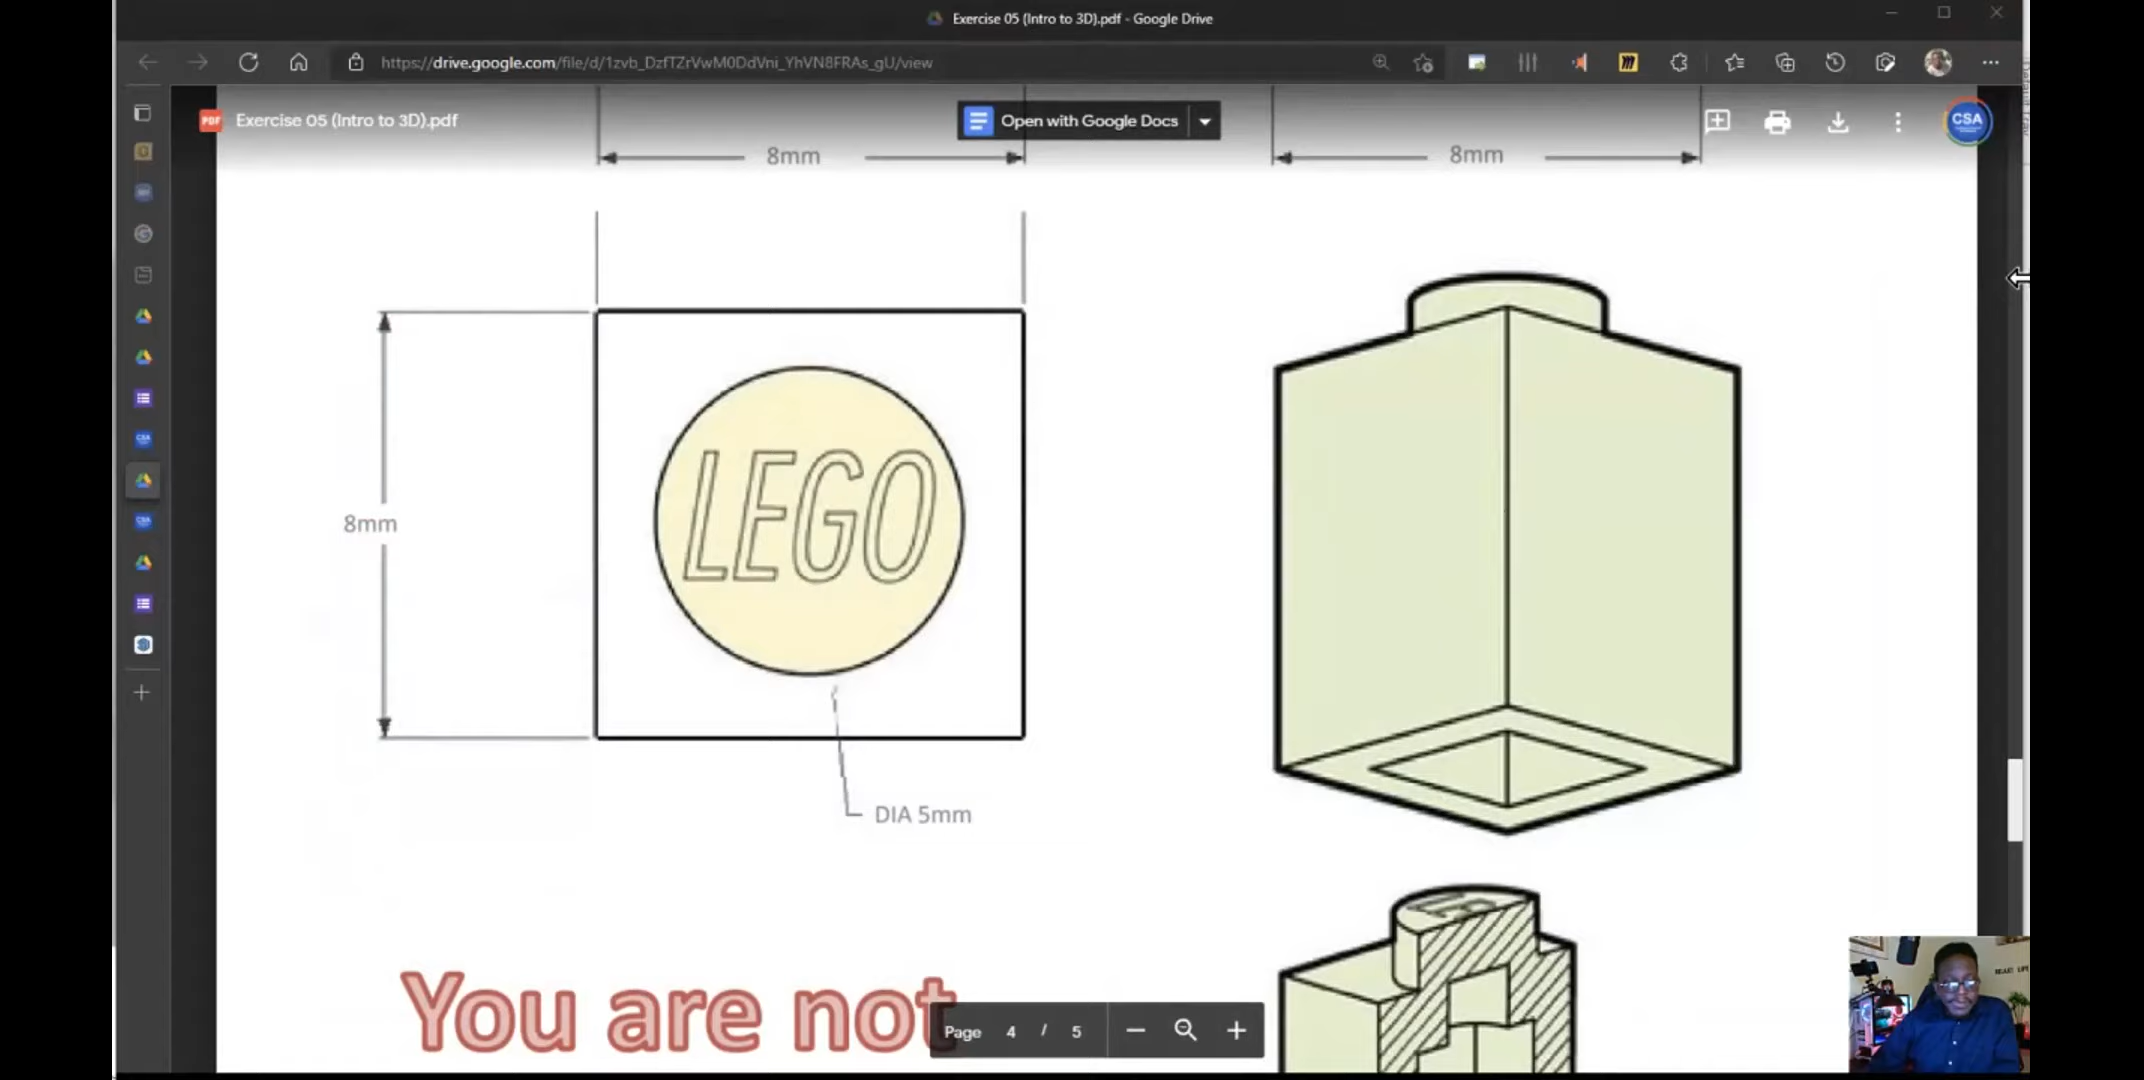 Exercise 05 (Intro to 3D).pdf - Google Drive
https://drive.google.com/file/d/1zvb_DzfTZrVwM0DdVni_YhVN8FRAs_gU/view
PDF Exercise 05 (Intro to 3D).pdf
Open with Google Docs
CSA
8mm
8mm
LEGO
8mm
DIA 5mm
You are not
Page 4 / 5